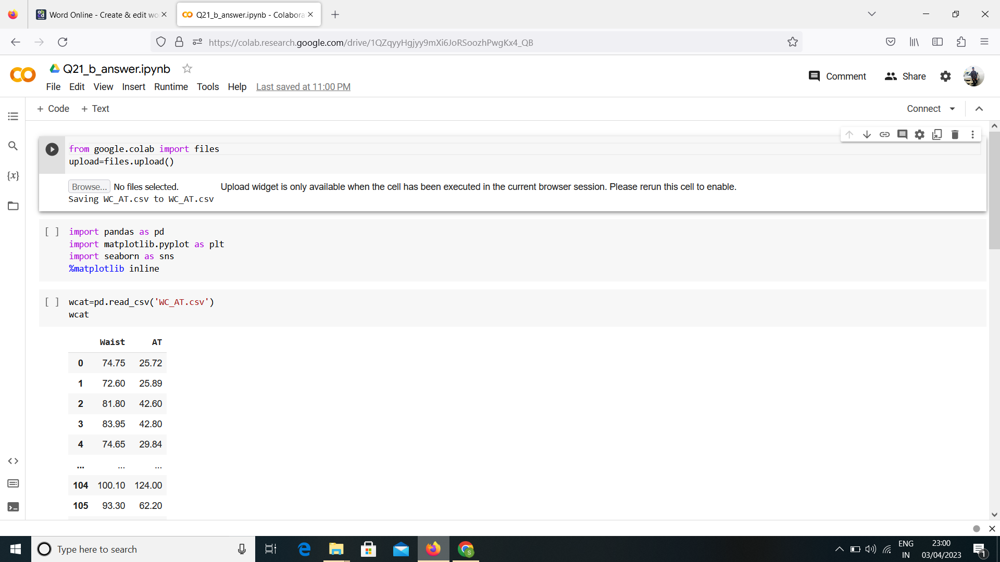 Word Online - Create & edit wo
Q21_b_answer.ipynb - Colabora
https://colab.research.google.com/drive/1QZqyyHgjyy9mXi6JoRSoozhPwgKx4_QB
Q21_b_answer.ipynb
File Edit View Insert Runtime Tools Help Last saved at 11:00 PM
Comment Share
+ Code + Text
Connect
from google.colab import files
upload=files.upload()
Browse... No files selected. Upload widget is only available when the cell has been executed in the current browser session. Please rerun this cell to enable.
Saving WC_AT.csv to WC_AT.csv
[ ] import pandas as pd
import matplotlib.pyplot as plt
import seaborn as sns
%matplotlib inline
[ ] wcat=pd.read_csv('WC_AT.csv')
wcat
Waist AT
0 74.75 25.72
1 72.60 25.89
2 81.80 42.60
3 83.95 42.80
4 74.65 29.84
... ... ...
104 100.10 124.00
105 93.30 62.20
Type here to search
ENG
IN
23:00
03/04/2023
1